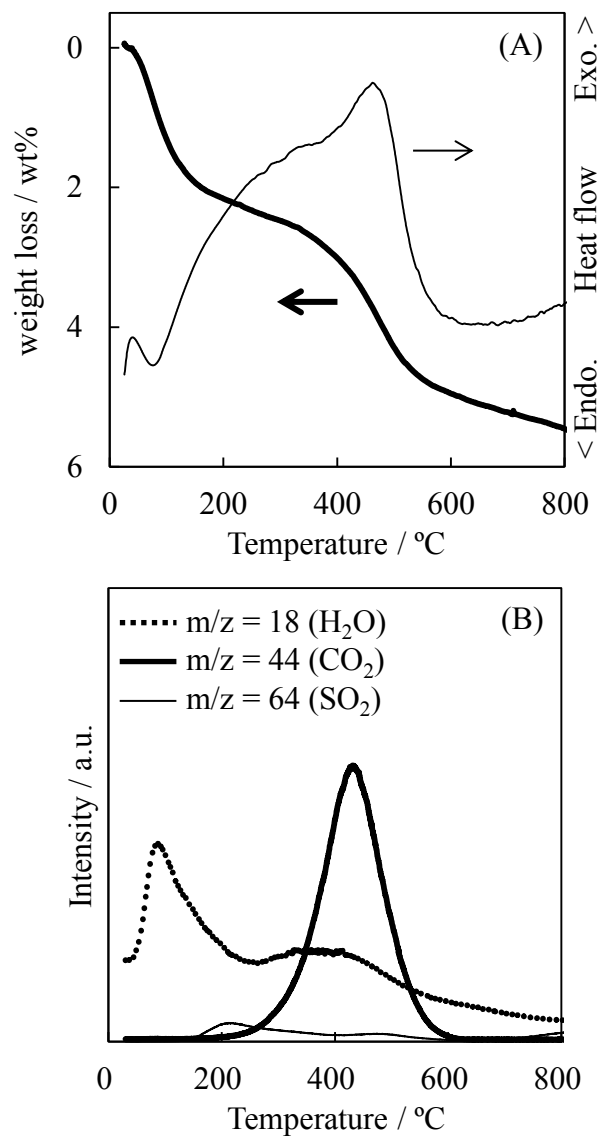 (A)
Exo. >
0
2
4
6
weight loss / wt%
Heat flow
< Endo.
0 200 400 600 800
Temperature / ºC
m/z = 18 (H₂O)
(B)
m/z = 44 (CO₂)
m/z = 64 (SO₂)
Intensity / a.u.
0 200 400 600 800
Temperature / ºC